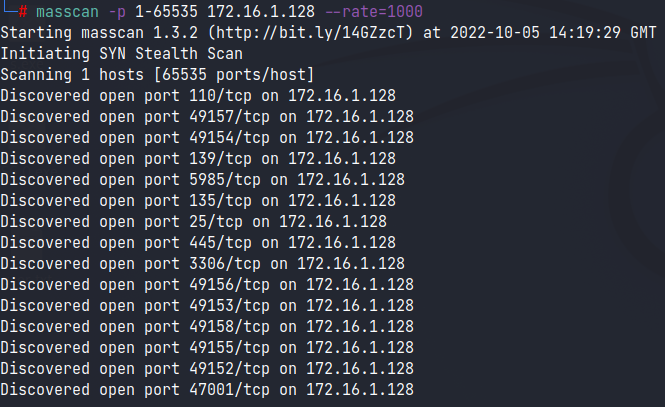 └─# masscan -p 1-65535 172.16.1.128 --rate=1000
Starting masscan 1.3.2 (http://bit.ly/14GZzcT) at 2022-10-05 14:19:29 GMT
Initiating SYN Stealth Scan
Scanning 1 hosts [65535 ports/host]
Discovered open port 110/tcp on 172.16.1.128
Discovered open port 49157/tcp on 172.16.1.128
Discovered open port 49154/tcp on 172.16.1.128
Discovered open port 139/tcp on 172.16.1.128
Discovered open port 5985/tcp on 172.16.1.128
Discovered open port 135/tcp on 172.16.1.128
Discovered open port 25/tcp on 172.16.1.128
Discovered open port 445/tcp on 172.16.1.128
Discovered open port 3306/tcp on 172.16.1.128
Discovered open port 49156/tcp on 172.16.1.128
Discovered open port 49153/tcp on 172.16.1.128
Discovered open port 49158/tcp on 172.16.1.128
Discovered open port 49155/tcp on 172.16.1.128
Discovered open port 49152/tcp on 172.16.1.128
Discovered open port 47001/tcp on 172.16.1.128